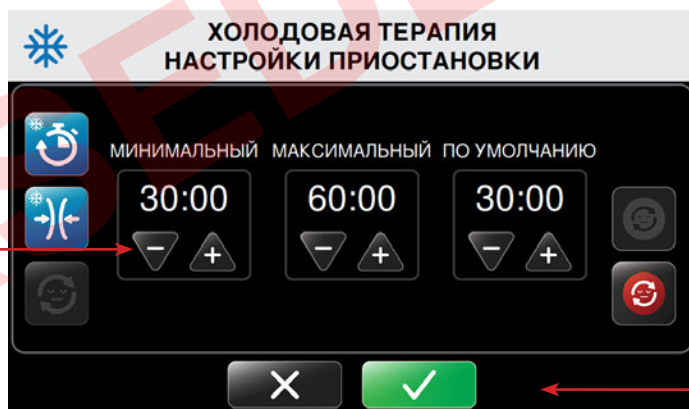 ХОЛОДОВАЯ ТЕРАПИЯ
НАСТРОЙКИ ПРИОСТАНОВКИ
МИНИМАЛЬНЫЙ МАКСИМАЛЬНЫЙ ПО УМОЛЧАНИЮ
30:00 60:00 30:00
- + - + - +